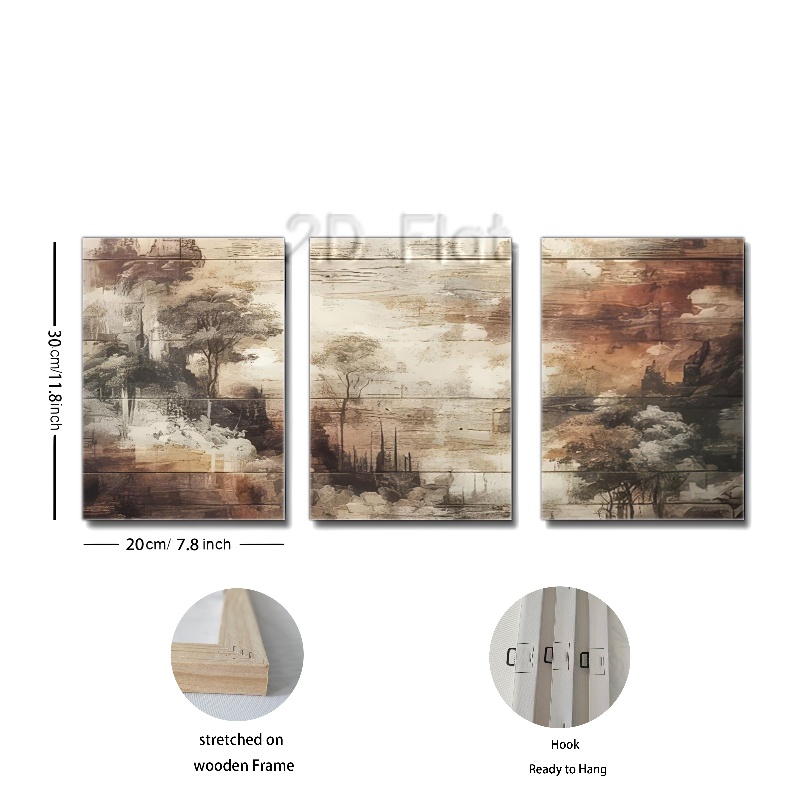 2D Flat
30cm/11.8inch
20cm/ 7.8 inch
stretched on
wooden Frame
Hook
Ready to Hang